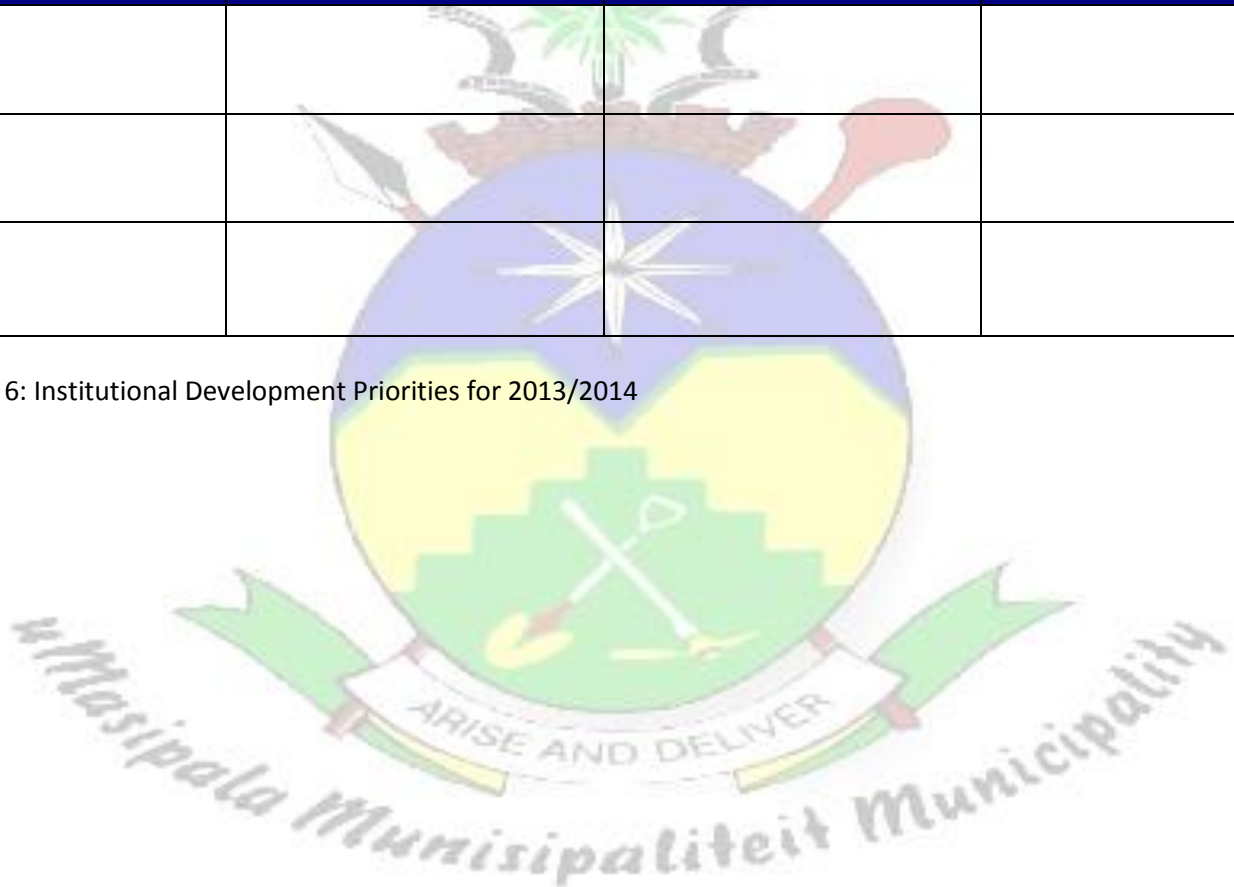 6: Institutional Development Priorities for 2013/2014
ARISE AND DELIVER
uMasipala Munisipaliteit Municipality